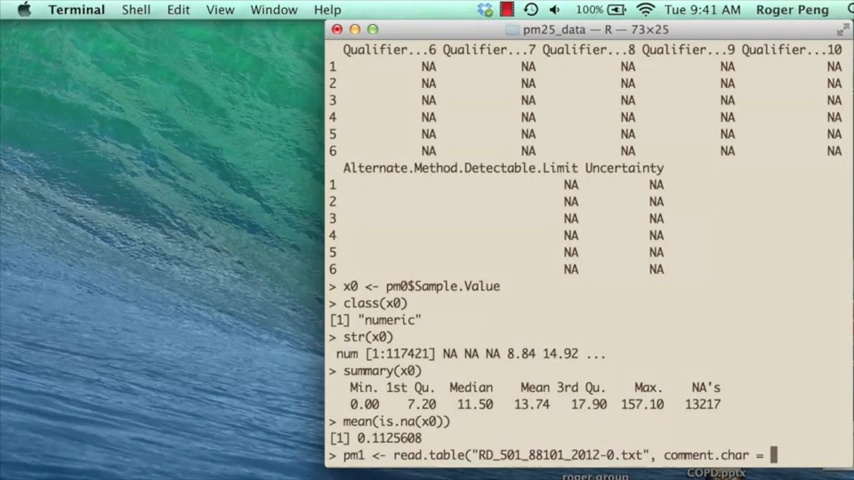 Terminal Shell Edit View Window Help 100% Tue 9:41 AM Roger Peng
pm25_data — R — 73×25
Qualifier...6 Qualifier...7 Qualifier...8 Qualifier...9 Qualifier...10
1 NA NA NA NA NA
2 NA NA NA NA NA
3 NA NA NA NA NA
4 NA NA NA NA NA
5 NA NA NA NA NA
6 NA NA NA NA NA
Alternate.Method.Detectable.Limit Uncertainty
1 NA NA
2 NA NA
3 NA NA
4 NA NA
5 NA NA
6 NA NA
> x0 <- pm0$Sample.Value
> class(x0)
[1] "numeric"
> str(x0)
num [1:117421] NA NA NA 8.84 14.92 ...
> summary(x0)
Min. 1st Qu. Median Mean 3rd Qu. Max. NA's
0.00 7.20 11.50 13.74 17.90 157.10 13217
> mean(is.na(x0))
[1] 0.1125608
> pm1 <- read.table("RD_501_88101_2012-0.txt", comment.char =
roger.group COPD.pptx